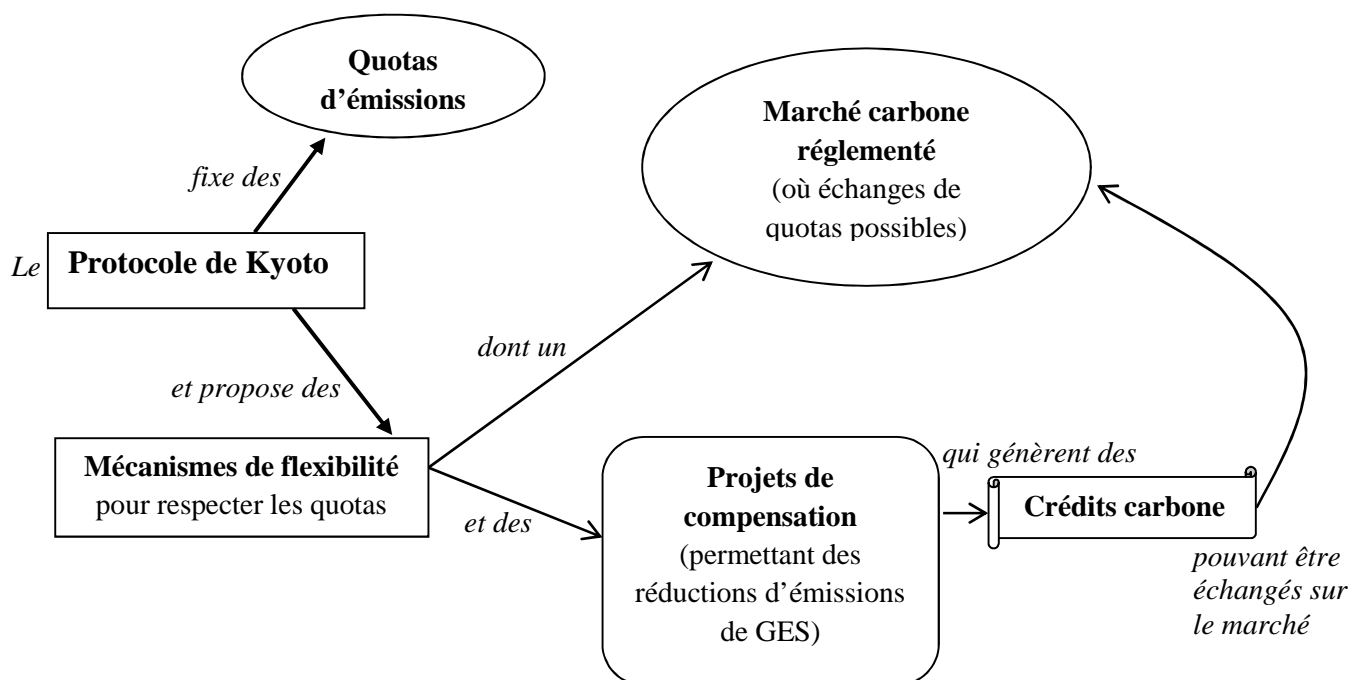 Quotas
d’émissions
fixe des
Le
Protocole de Kyoto
et propose des
Mécanismes de flexibilité
pour respecter les quotas
dont un
Marché carbone
réglementé
(où échanges de
quotas possibles)
et des
Projets de
compensation
(permettant des
réductions d’émissions
de GES)
qui génèrent des
Crédits carbone
pouvant être
échangés sur
le marché